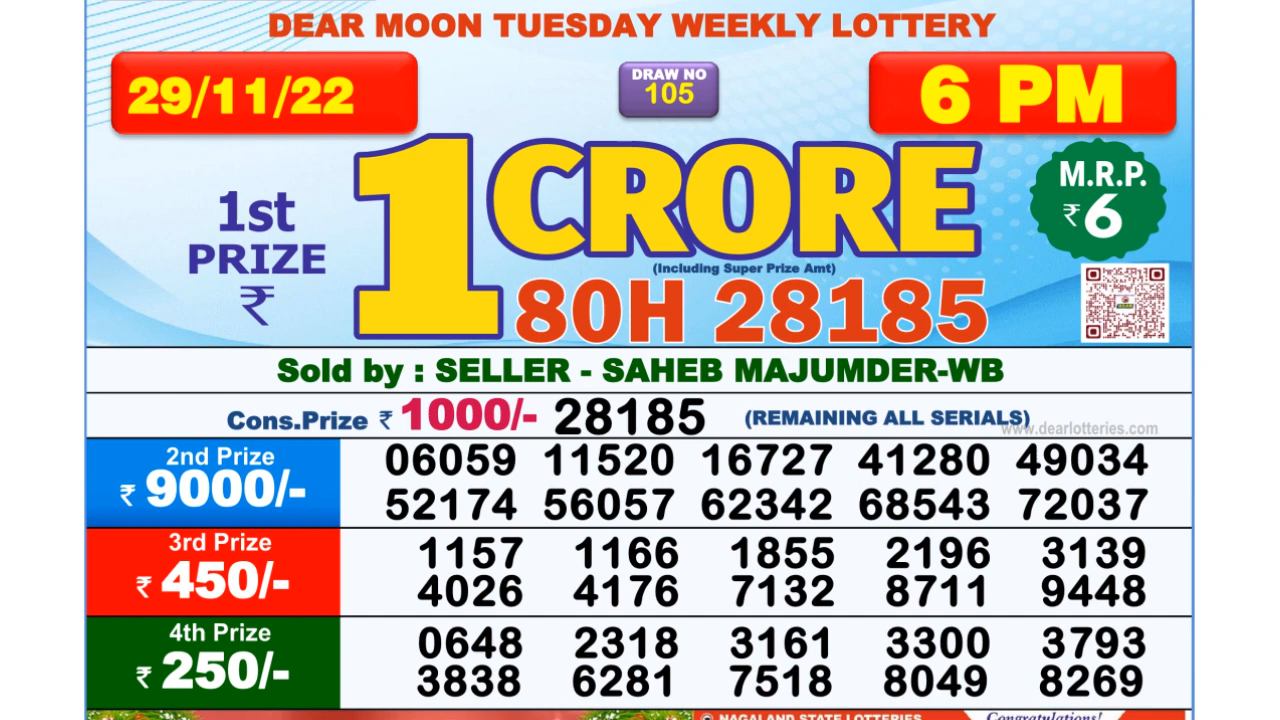 DEAR MOON TUESDAY WEEKLY LOTTERY
29/11/22
DRAW NO
105
6 PM
1st
PRIZE
₹
1 CRORE
(Including Super Prize Amt)
80H 28185
M.R.P.
₹ 6
Sold by : SELLER - SAHEB MAJUMDER-WB
Cons.Prize ₹ 1000/- 28185 (REMAINING ALL SERIALS)
www.dearlotteries.com
2nd Prize
₹ 9000/-
06059 11520 16727 41280 49034
52174 56057 62342 68543 72037
3rd Prize
₹ 450/-
1157 1166 1855 2196 3139
4026 4176 7132 8711 9448
4th Prize
₹ 250/-
0648 2318 3161 3300 3793
3838 6281 7518 8049 8269
NAGALAND STATE LOTTERIES
Congratulations!